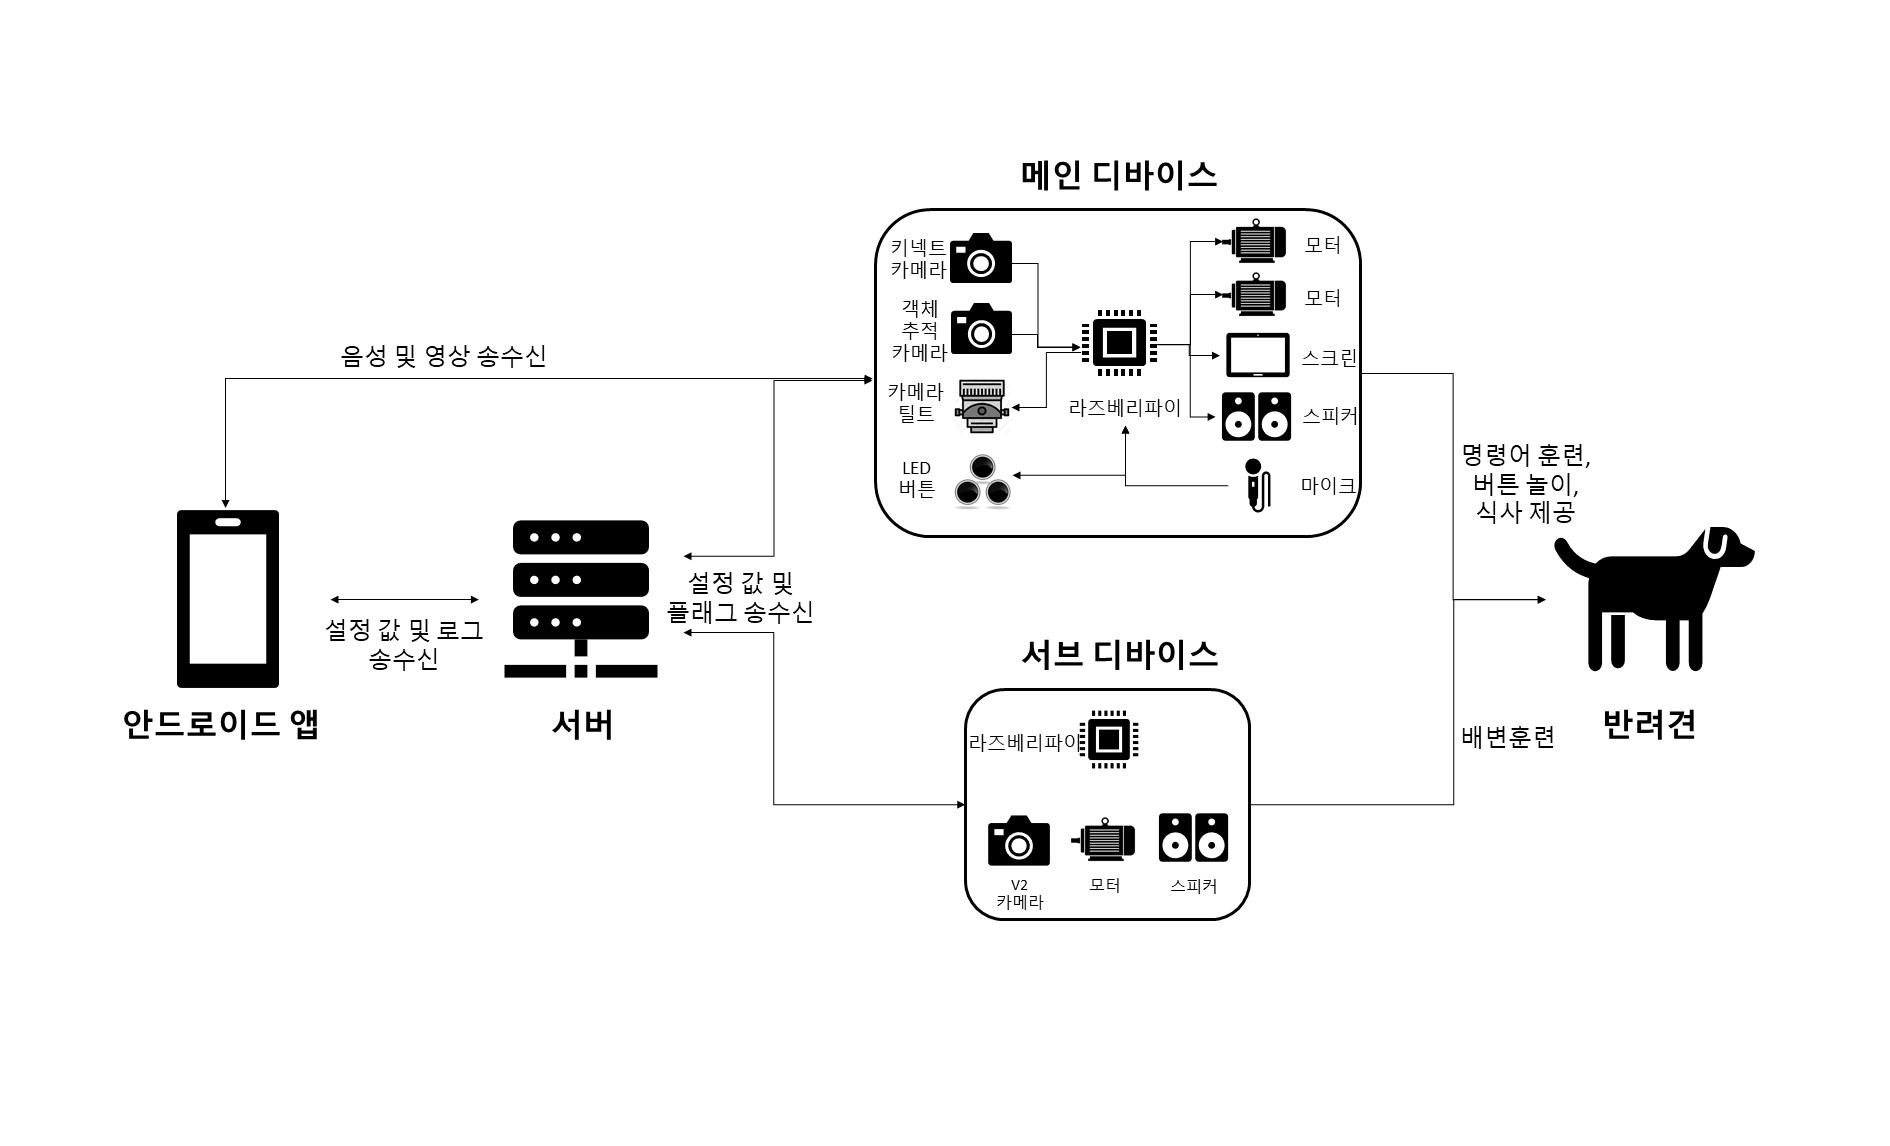 메인 디바이스
키넥트
카메라
객체
추적
카메라
카메라
틸트
LED
버튼
라즈베리파이
모터
모터
스크린
스피커
마이크
음성 및 영상 송수신
설정 값 및 로그
송수신
설정 값 및
플래그 송수신
안드로이드 앱
서버
서브 디바이스
라즈베리파이
V2
카메라
모터
스피커
명령어 훈련,
버튼 놀이,
식사 제공
배변훈련
반려견